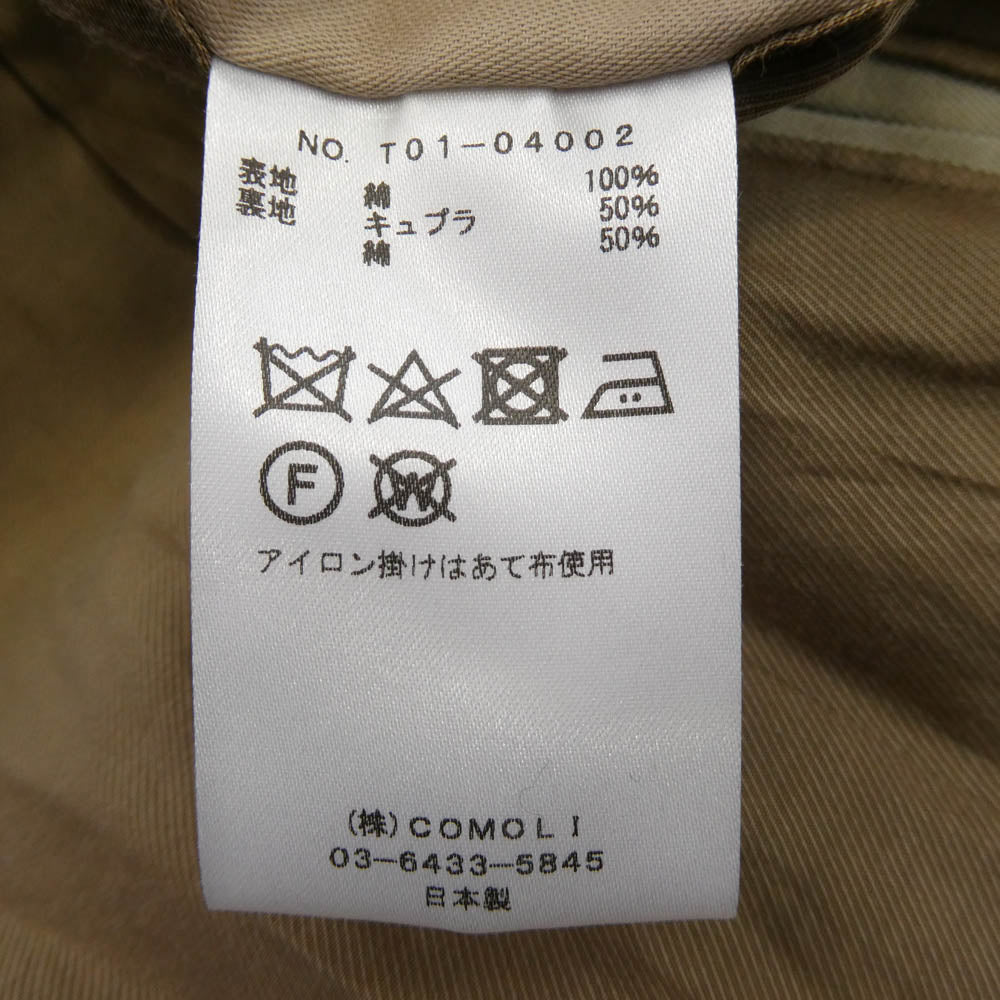 NO. T01-04002
表地 綿 100%
裏地 キュプラ 50%
綿 50%
F
W
アイロン掛けはあて布使用
(株)COMOLI
03-6433-5845
日本製